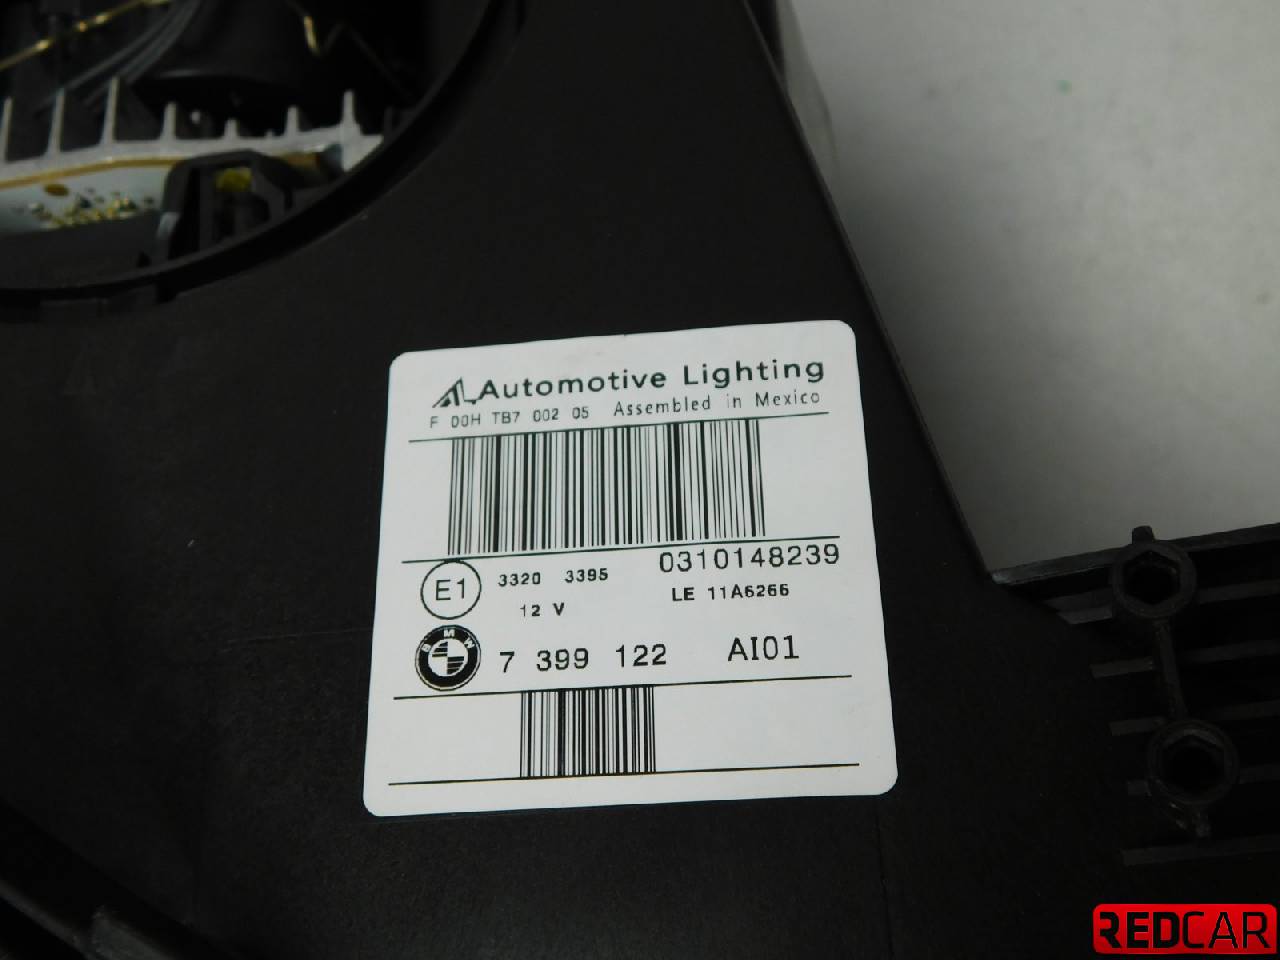 AL Automotive Lighting
F 00H TB7 002 05 Assembled in Mexico
0310148239
E1 3320 3395
12 V
LE 11A6266
BMW 7 399 122 AI01
REDCAR